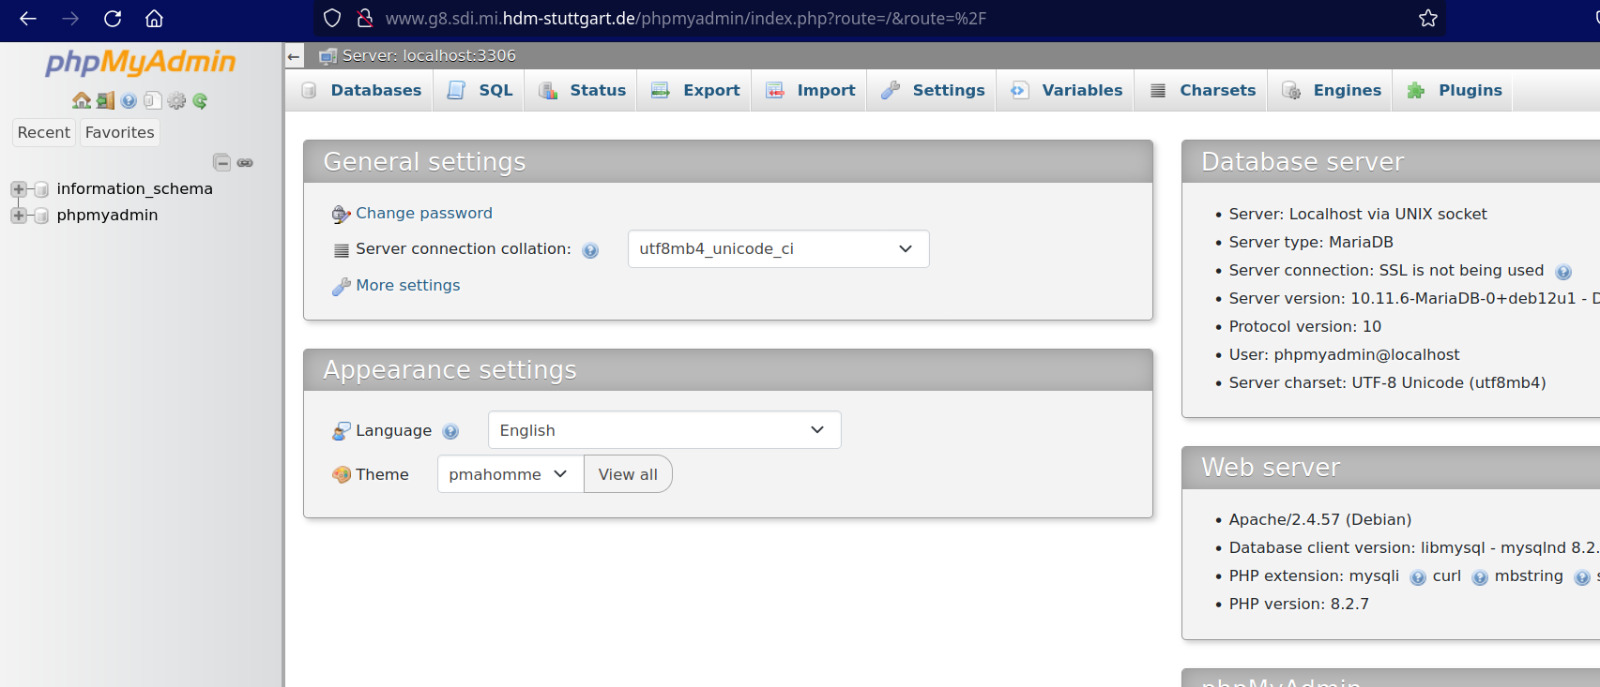 www.g8.sdi.mi.hdm-stuttgart.de/phpmyadmin/index.php?route=/&route=%2F
phpMyAdmin
Recent Favorites
information_schema
phpmyadmin
Server: localhost:3306
Databases SQL Status Export Import Settings Variables Charsets Engines Plugins
General settings
Change password
Server connection collation: utf8mb4_unicode_ci
More settings
Appearance settings
Language English
Theme pmahomme View all
Database server
Server: Localhost via UNIX socket
Server type: MariaDB
Server connection: SSL is not being used
Server version: 10.11.6-MariaDB-0+deb12u1 -
Protocol version: 10
User: phpmyadmin@localhost
Server charset: UTF-8 Unicode (utf8mb4)
Web server
Apache/2.4.57 (Debian)
Database client version: libmysql - mysqlnd 8.2.
PHP extension: mysqli curl mbstring
PHP version: 8.2.7
phpMyAdmin